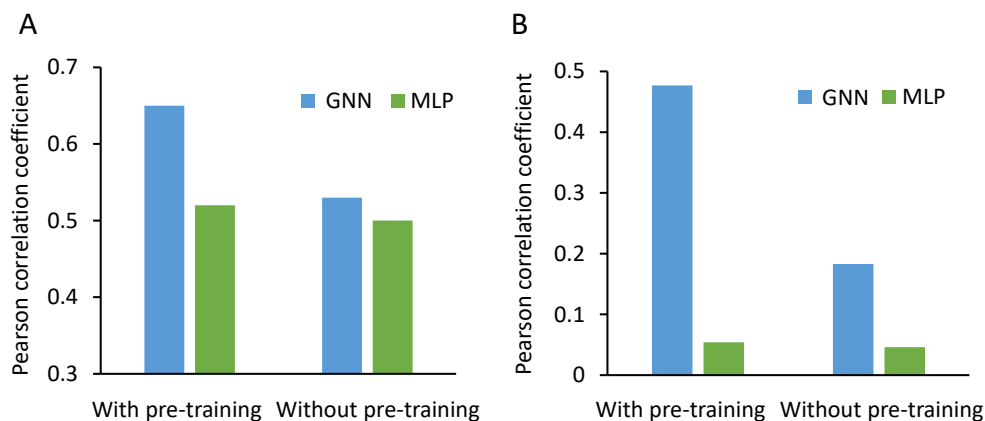 A
Pearson correlation coefficient
0.7
0.6
0.5
0.4
0.3
GNN MLP
With pre-training Without pre-training
B
Pearson correlation coefficient
0.5
0.4
0.3
0.2
0.1
0
GNN MLP
With pre-training Without pre-training